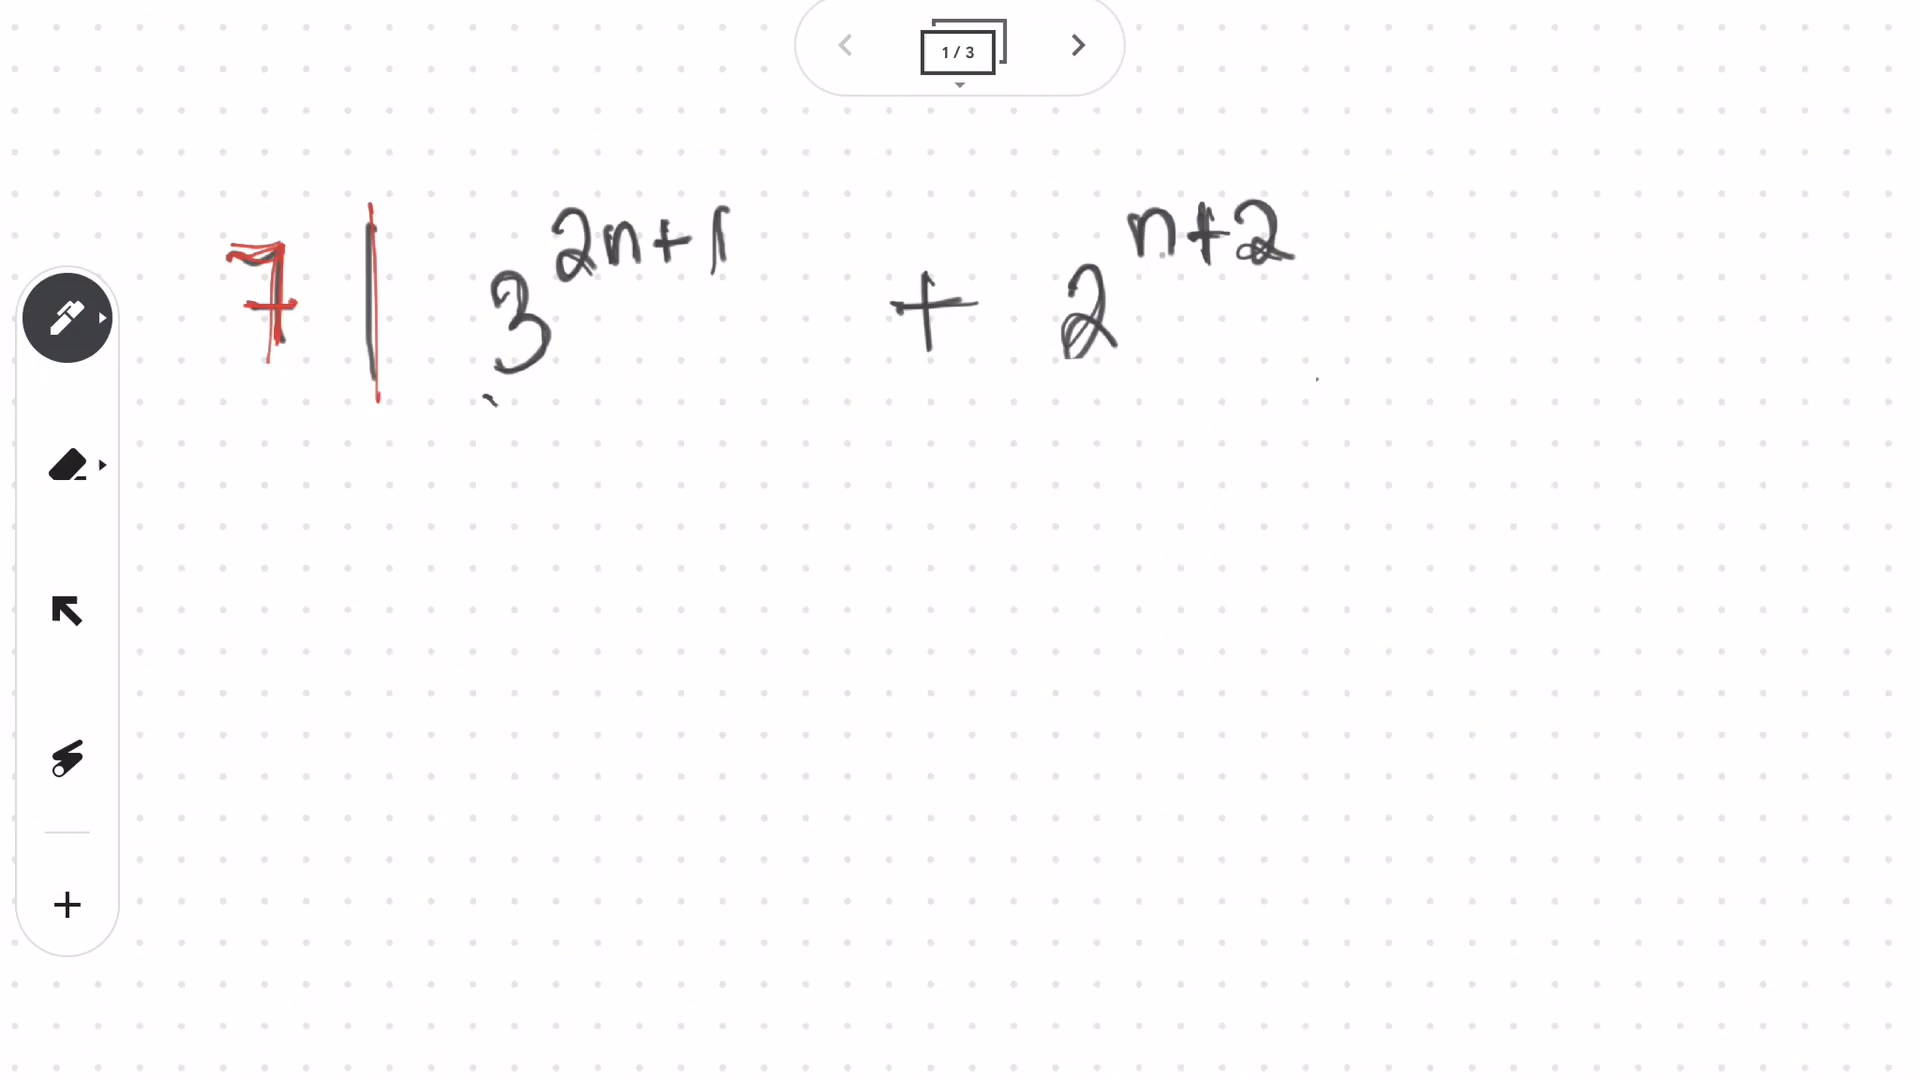 1 / 3
7 | 3^{2n+1} + 2^{n+2}